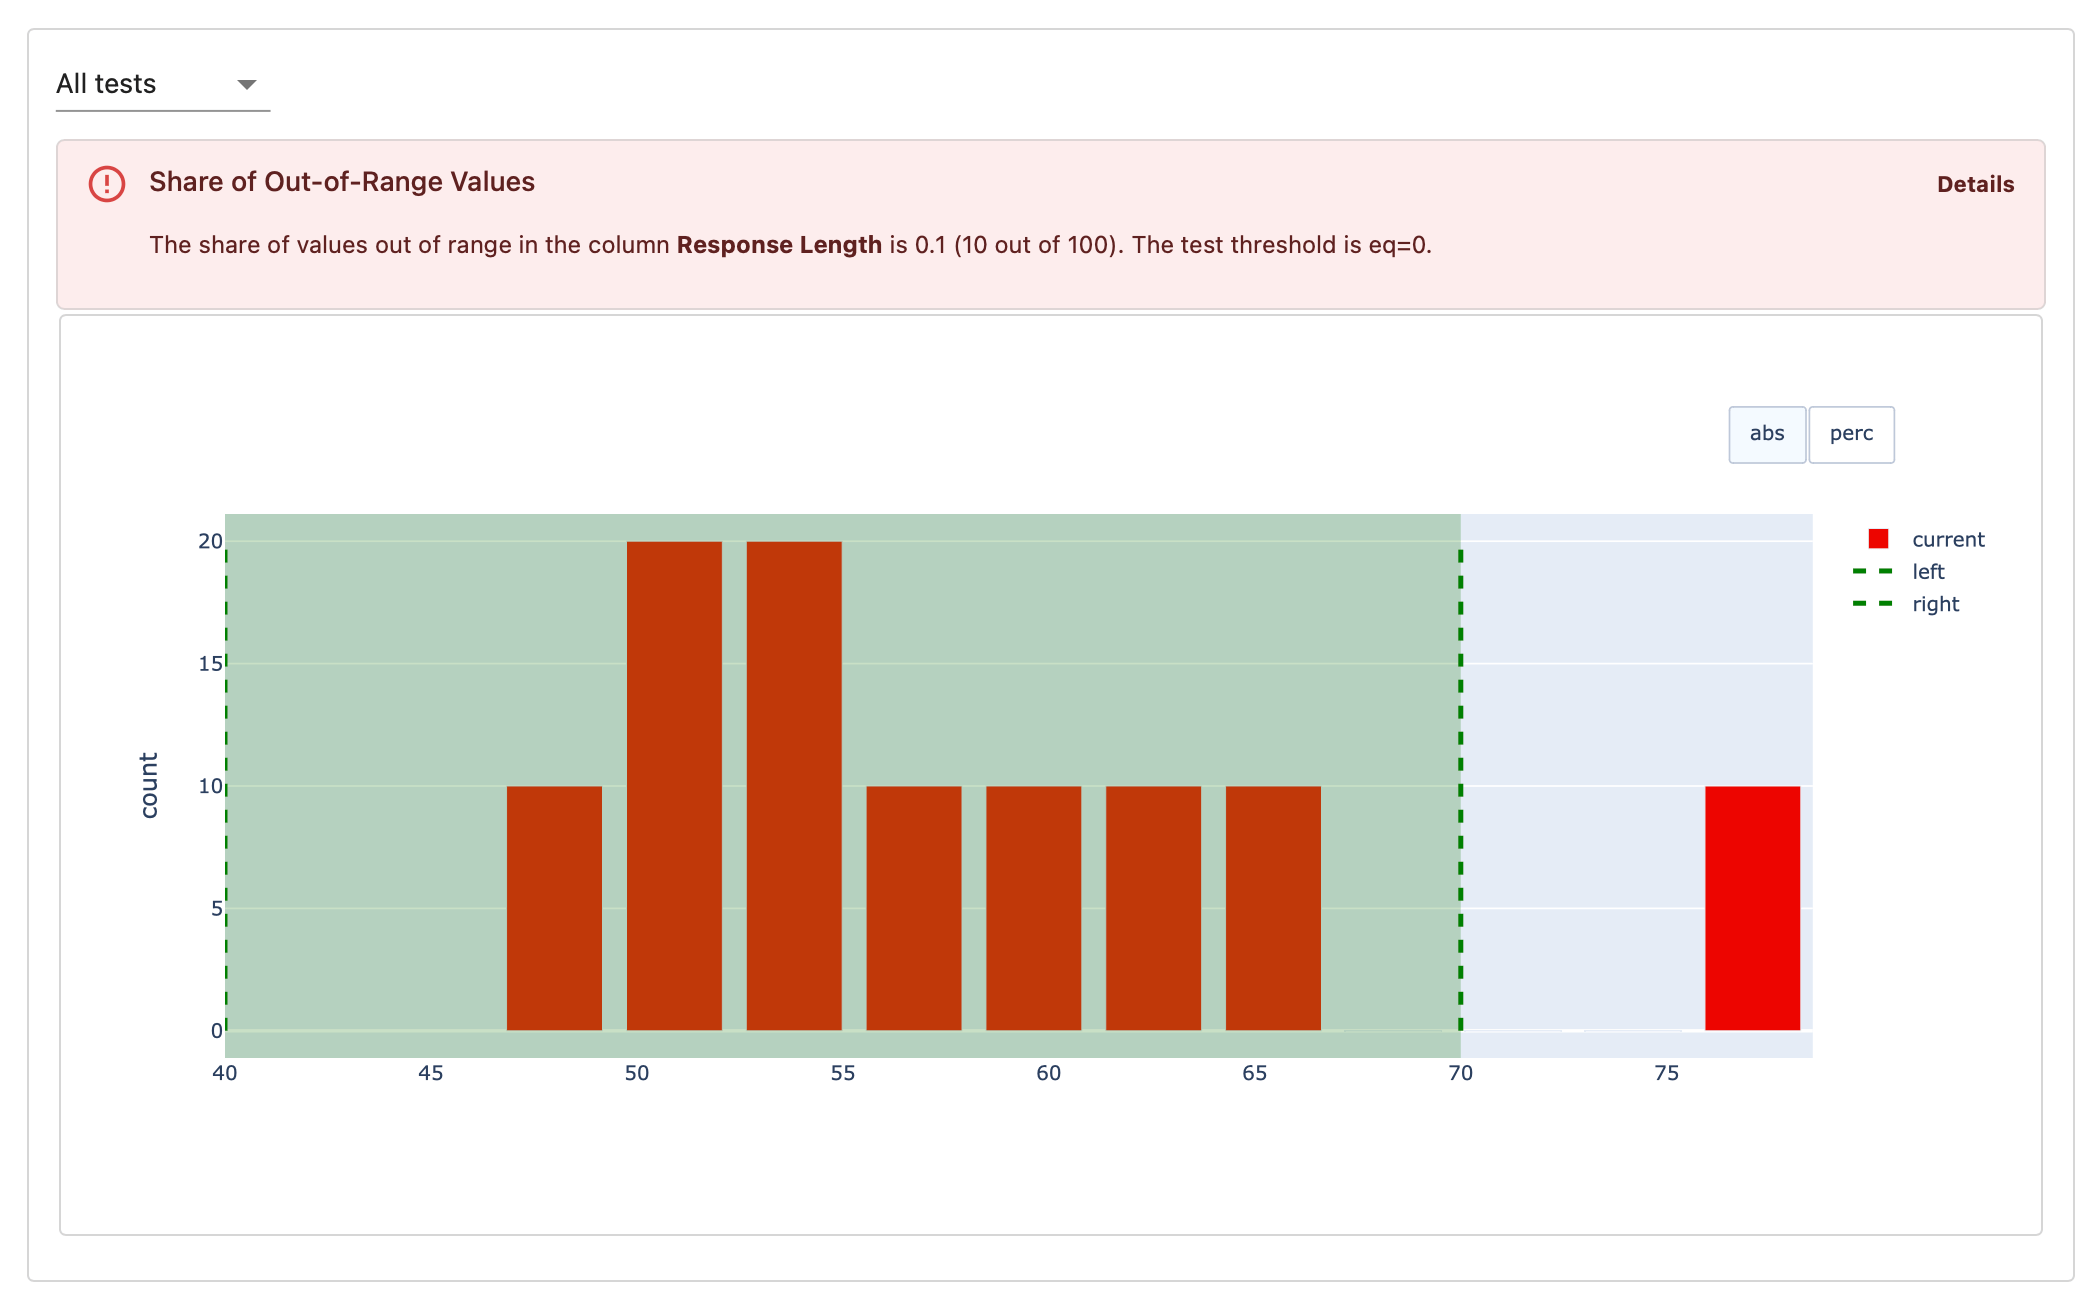 All tests
Share of Out-of-Range Values
Details
The share of values out of range in the column Response Length is 0.1 (10 out of 100). The test threshold is eq=0.
abs perc
20
15
10
5
0
count
40 45 50 55 60 65 70 75
current
left
right